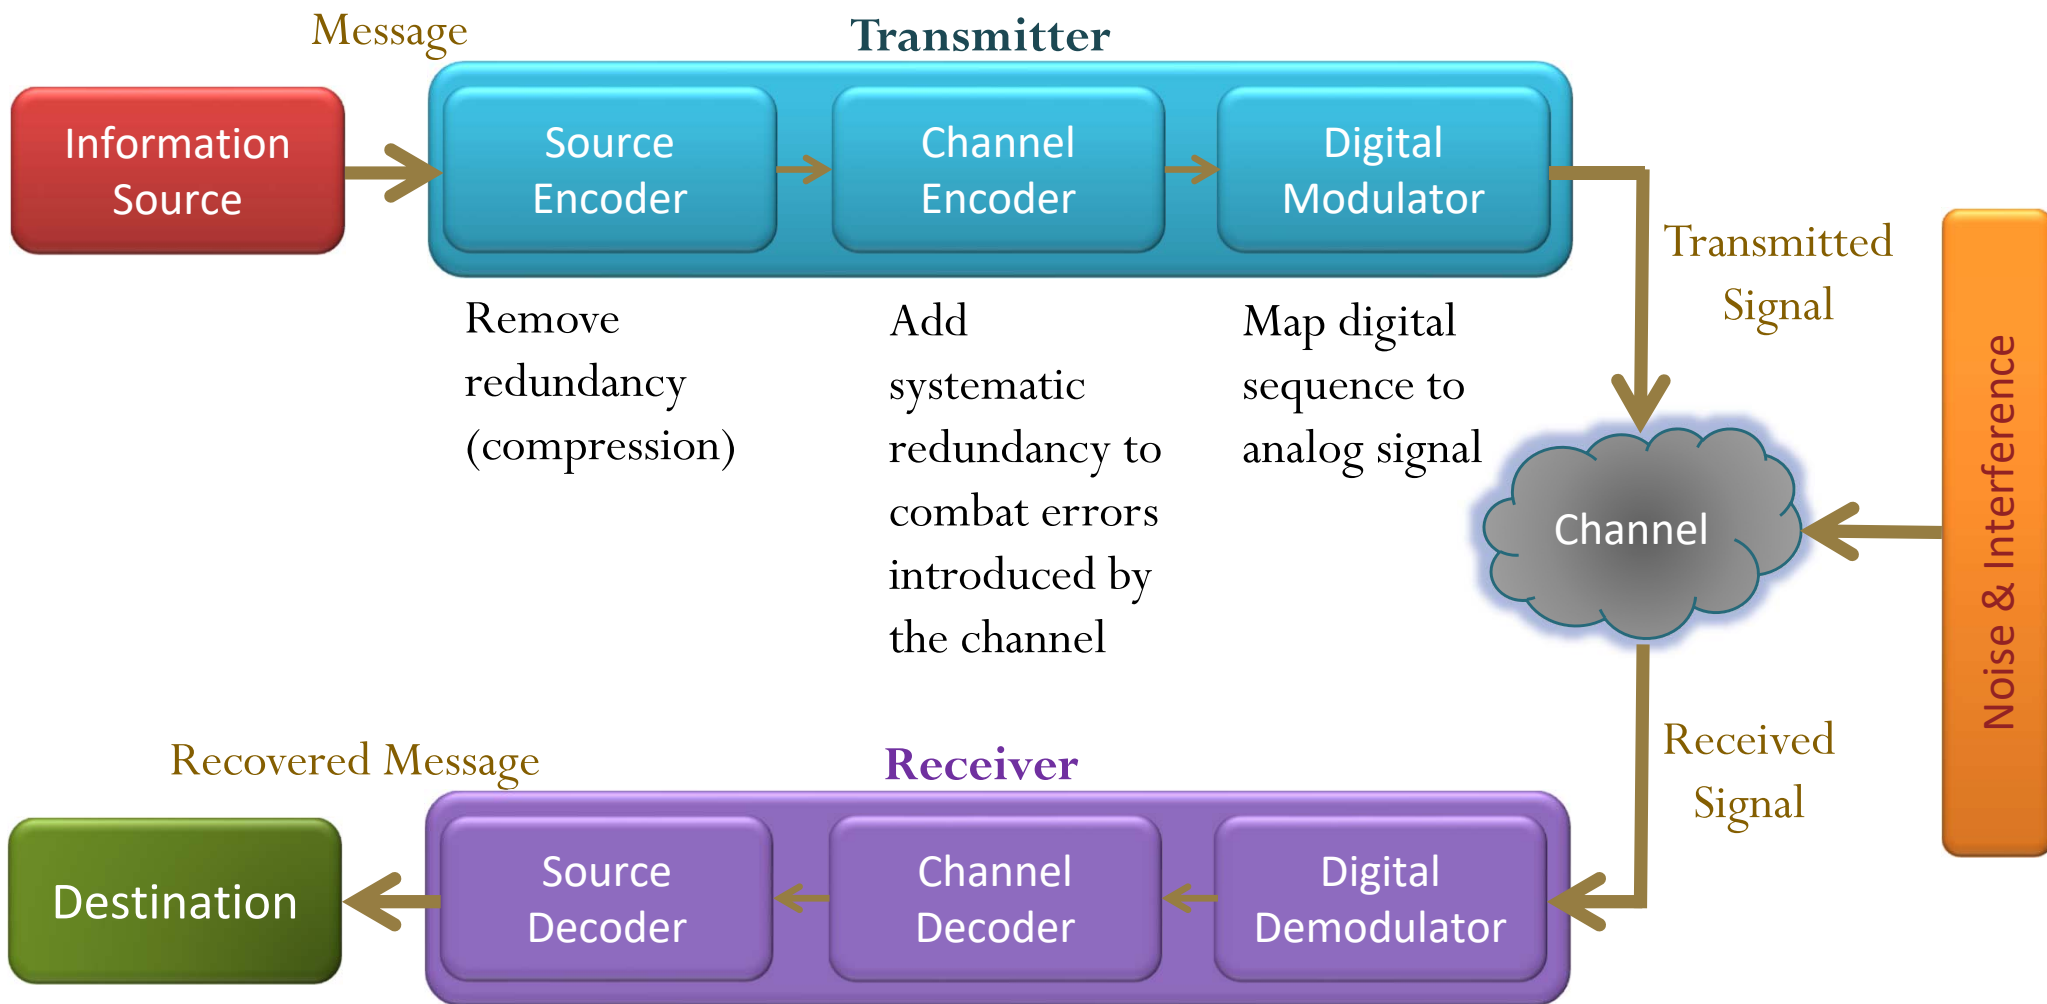 Message
Transmitter
Information
Source
Source
Encoder
Channel
Encoder
Digital
Modulator
Transmitted
Signal
Remove
redundancy
(compression)
Add
systematic
redundancy to
combat errors
introduced by
the channel
Map digital
sequence to
analog signal
Channel
Noise & Interference
Received
Signal
Recovered Message
Receiver
Destination
Source
Decoder
Channel
Decoder
Digital
Demodulator